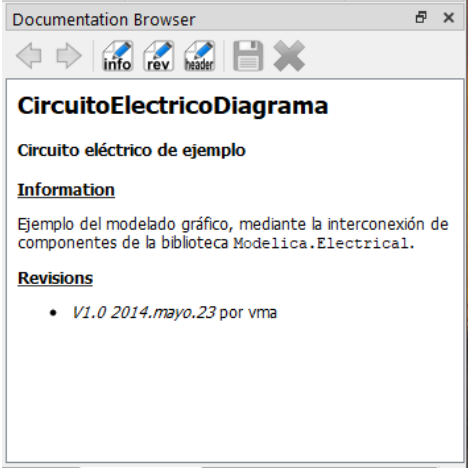 Documentation Browser
info rev header
CircuitoElectricoDiagrama
Circuito eléctrico de ejemplo
Information
Ejemplo del modelado gráfico, mediante la interconexión de
componentes de la biblioteca Modelica.Electrical.
Revisions
• V1.0 2014.mayo.23 por vma